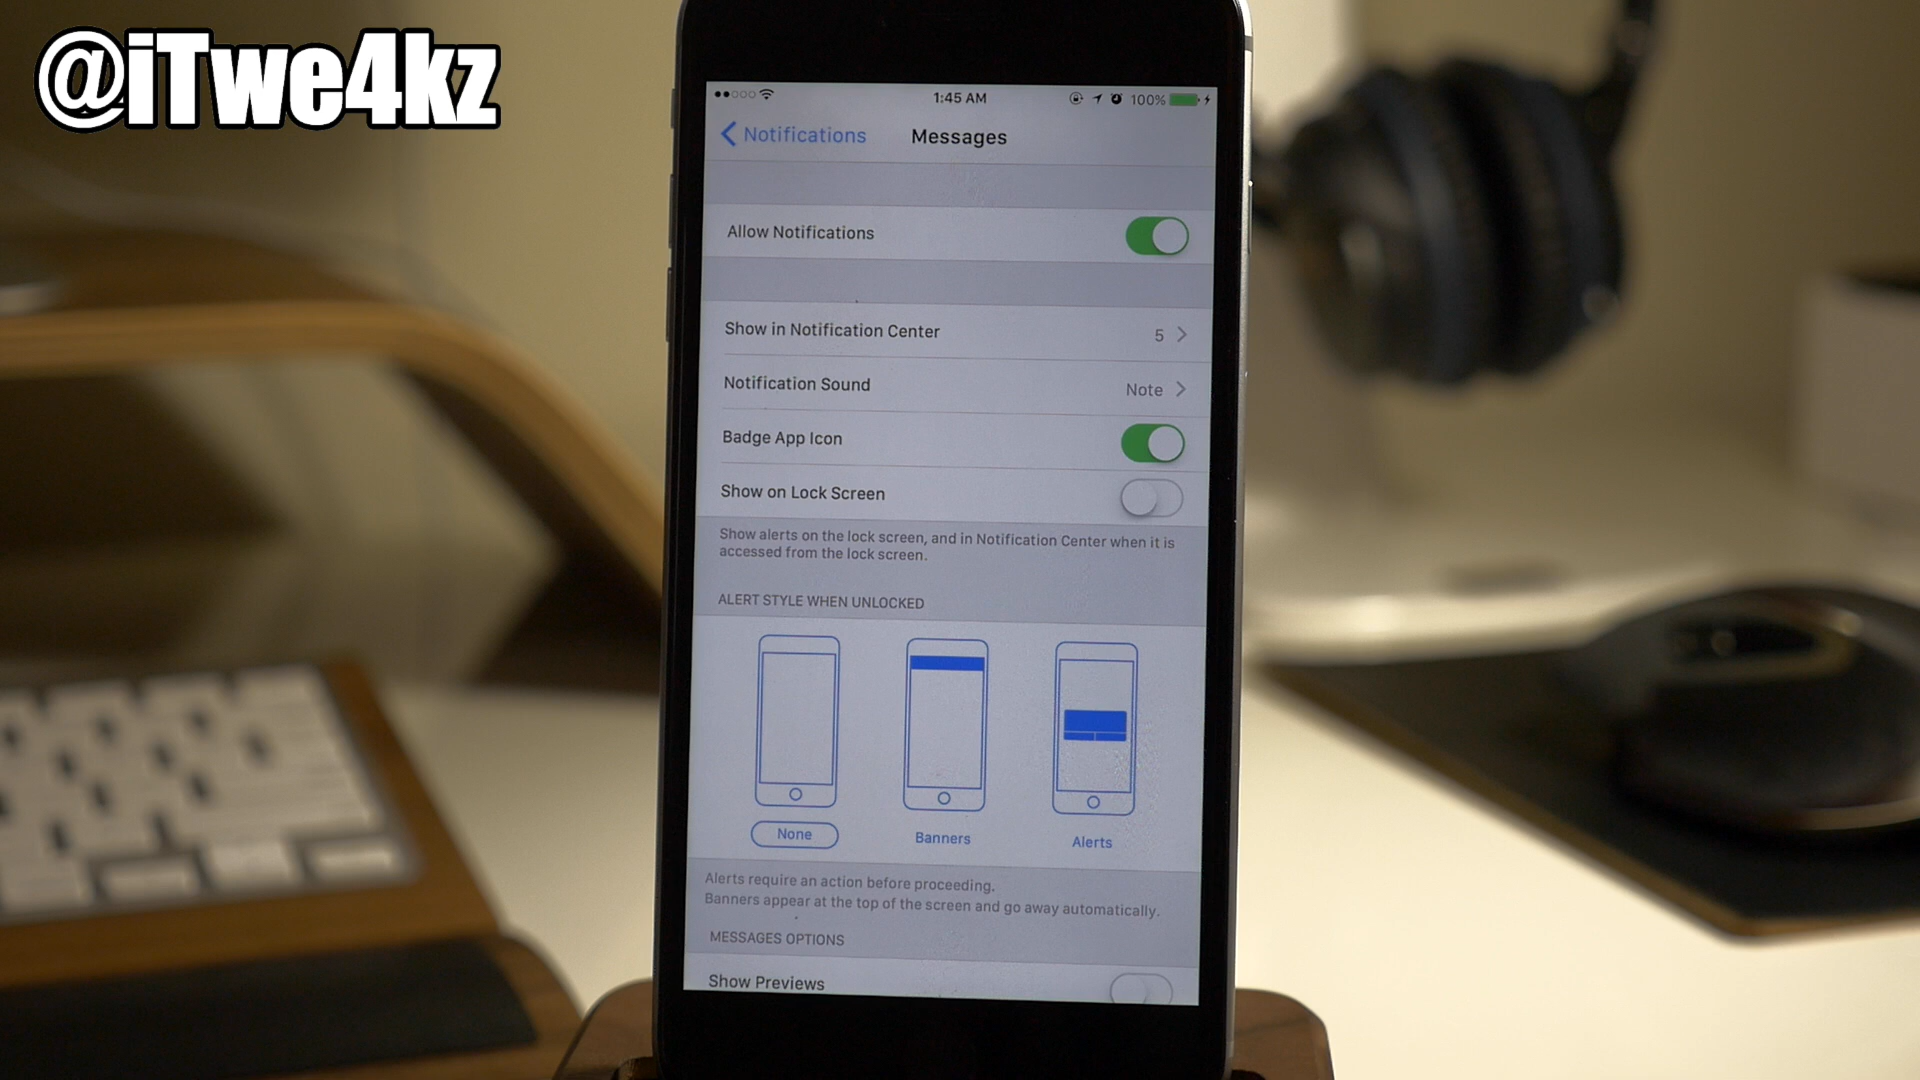 @iTwe4kz
1:45 AM
100%
Notifications
Messages
Allow Notifications
Show in Notification Center
5
Notification Sound
Note
Badge App Icon
Show on Lock Screen
Show alerts on the lock screen, and in Notification Center when it is
accessed from the lock screen.
ALERT STYLE WHEN UNLOCKED
None
Banners
Alerts
Alerts require an action before proceeding.
Banners appear at the top of the screen and go away automatically.
MESSAGES OPTIONS
Show Previews